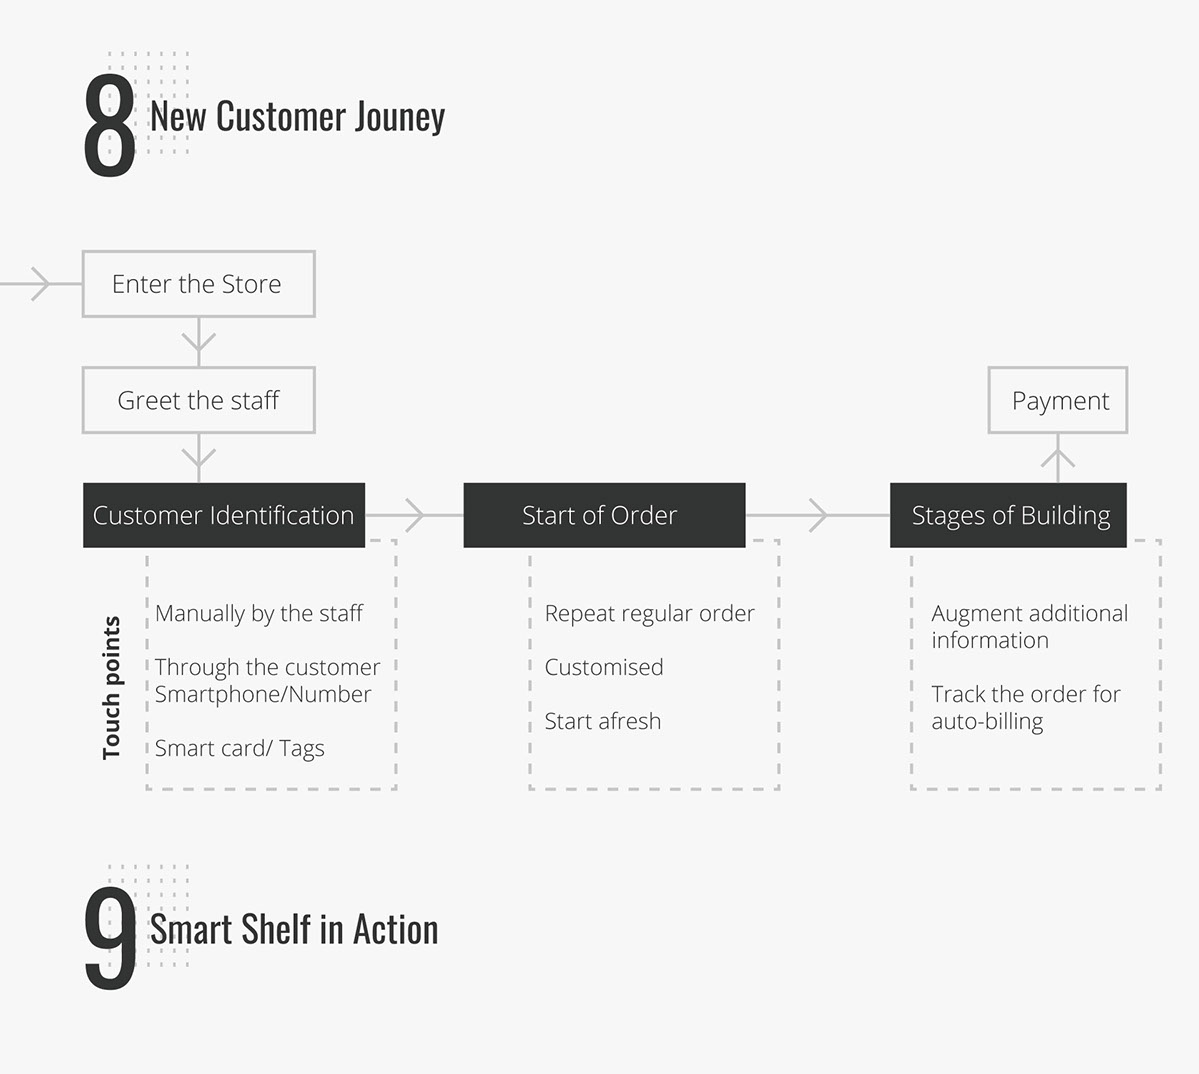 8
New Customer Jouney
Enter the Store
Greet the staff
Payment
Customer Identification
Start of Order
Stages of Building
Touch points
Manually by the staff
Through the customer
Smartphone/Number
Smart card/ Tags
Repeat regular order
Customised
Start afresh
Augment additional
information
Track the order for
auto-billing
9
Smart Shelf in Action